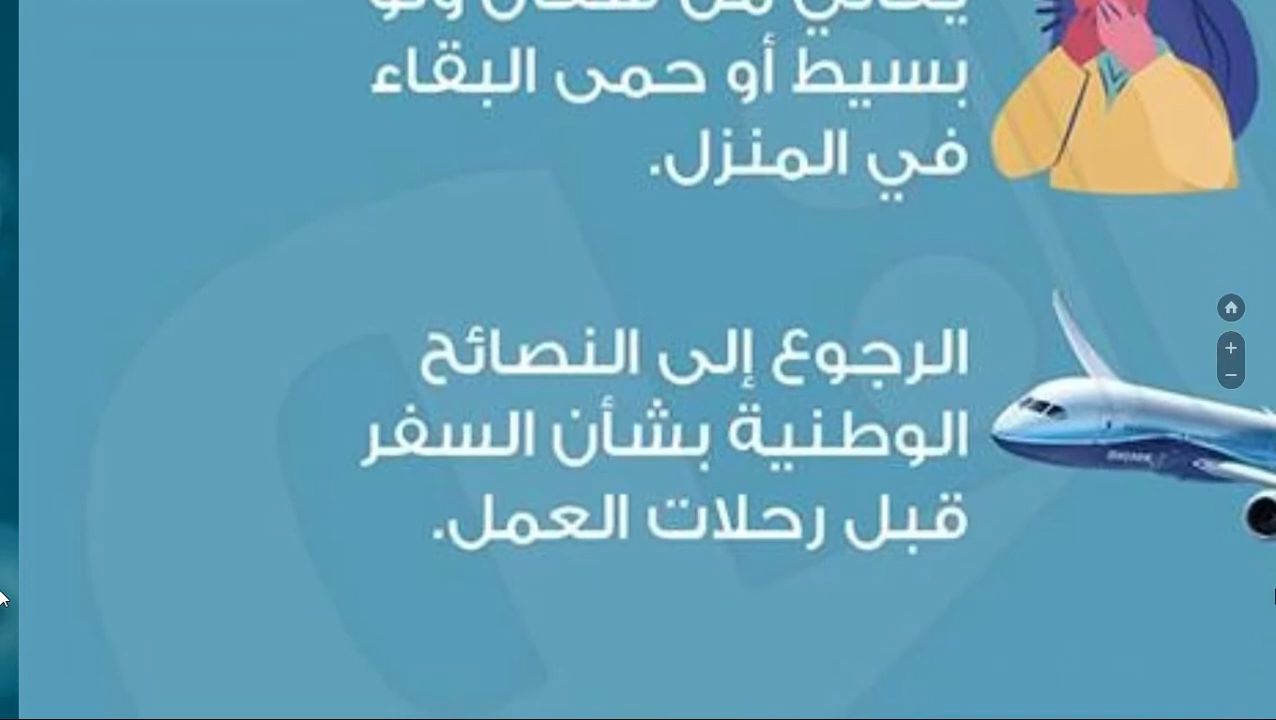 بسيط أو حمى البقاء
في المنزل.
الرجوع إلى النصائح
الوطنية بشأن السفر
قبل رحلات العمل.